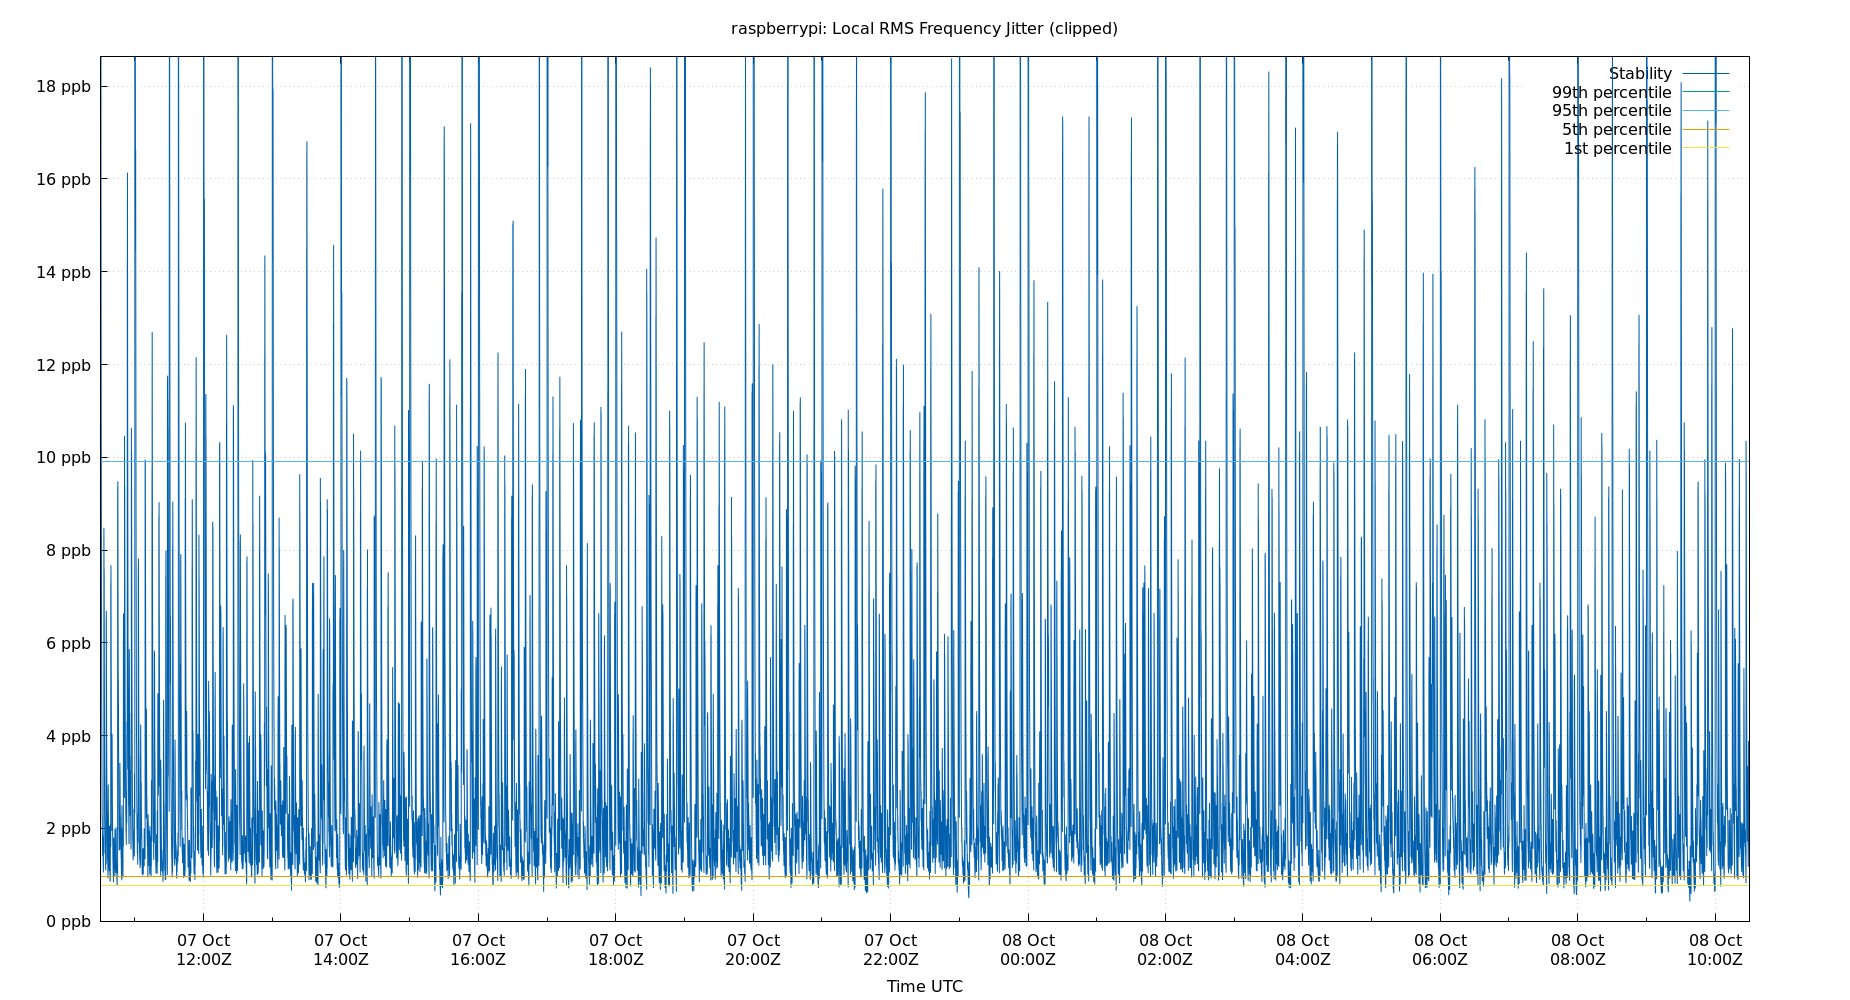 raspberrypi: Local RMS Frequency Jitter (clipped)
Stability
99th percentile
95th percentile
5th percentile
1st percentile
18 ppb
16 ppb
14 ppb
12 ppb
10 ppb
8 ppb
6 ppb
4 ppb
2 ppb
0 ppb
07 Oct 07 Oct 07 Oct 07 Oct 07 Oct 07 Oct 08 Oct 08 Oct 08 Oct 08 Oct 08 Oct 08 Oct
12:00Z 14:00Z 16:00Z 18:00Z 20:00Z 22:00Z 00:00Z 02:00Z 04:00Z 06:00Z 08:00Z 10:00Z
Time UTC